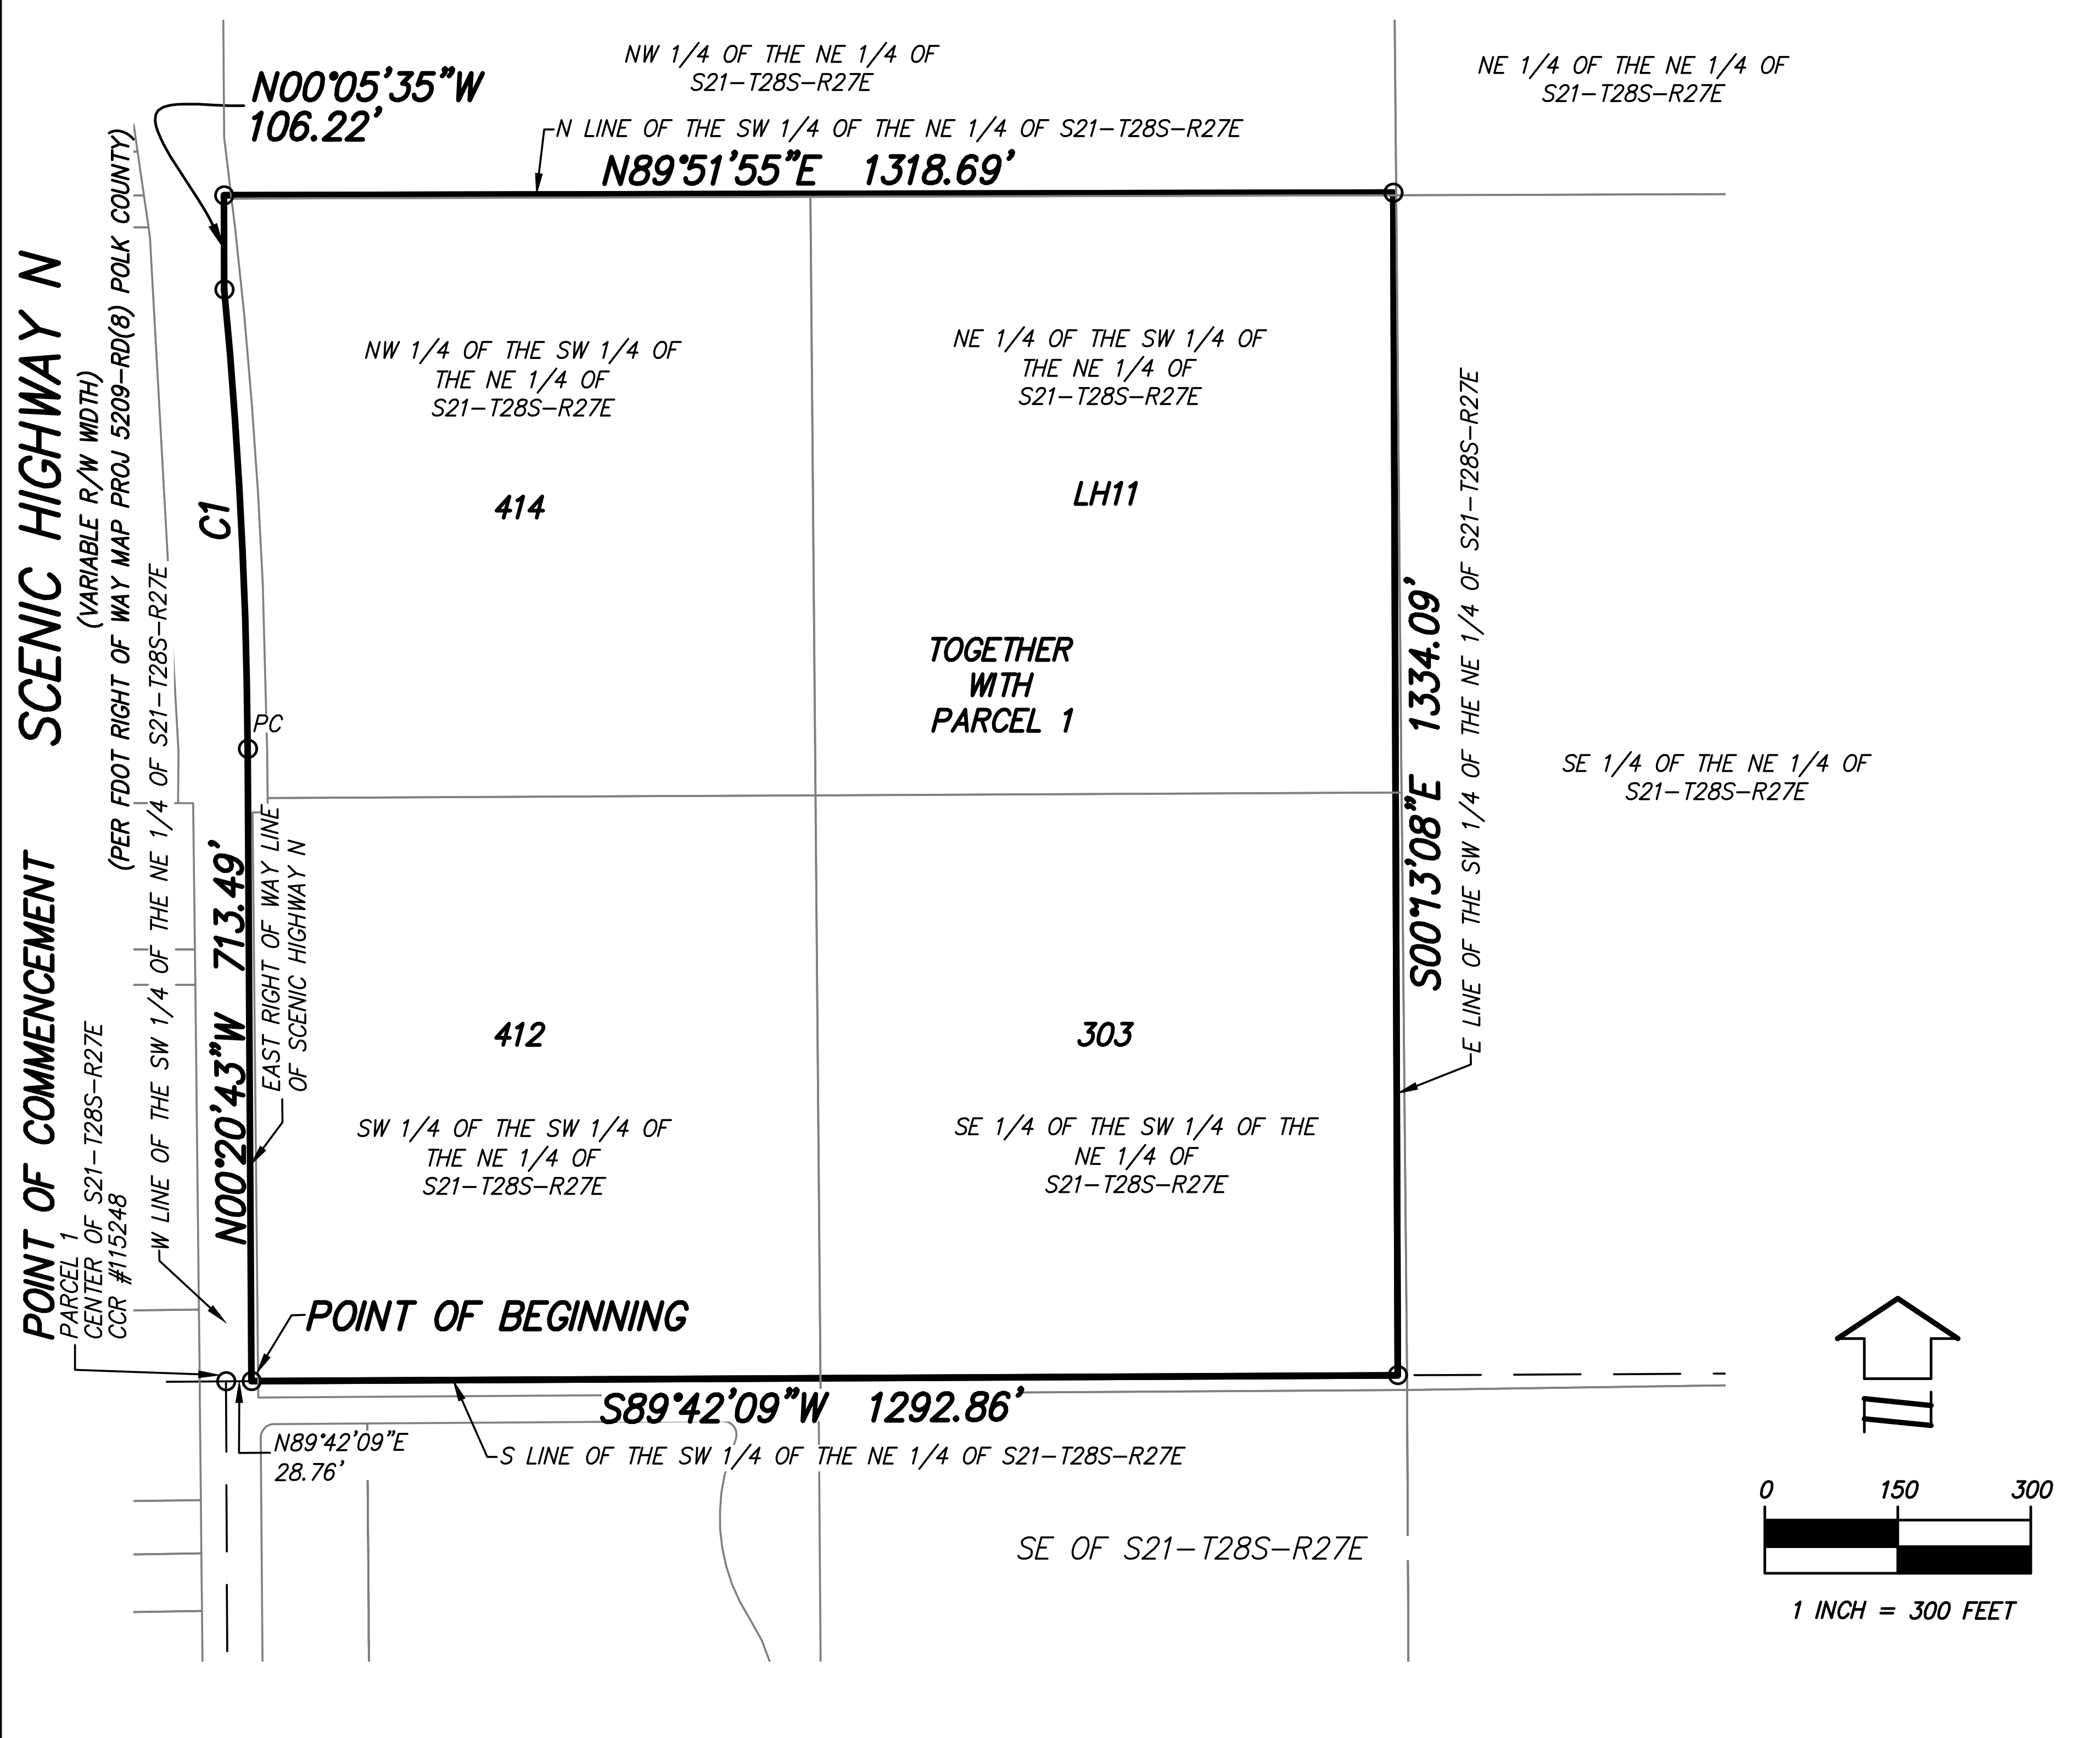 NW 1/4 OF THE NE 1/4 OF
S21-T28S-R27E
NE 1/4 OF THE NE 1/4 OF
S21-T28S-R27E
N00°05'35"W
106.22'
N LINE OF THE SW 1/4 OF THE NE 1/4 OF S21-T28S-R27E
N89°51'55"E 1318.69'
SCENIC HIGHWAY N
(VARIABLE R/W WIDTH)
(PER FDOT RIGHT OF WAY MAP PROJ 5209-RD(8) POLK COUNTY)
W LINE OF THE SW 1/4 OF THE NE 1/4 OF S21-T28S-R27E
C1
NW 1/4 OF THE SW 1/4 OF
THE NE 1/4 OF
S21-T28S-R27E
414
NE 1/4 OF THE SW 1/4 OF
THE NE 1/4 OF
S21-T28S-R27E
LH11
TOGETHER
WITH
PARCEL 1
PC
S00°13'08"E 1334.09'
E LINE OF THE SW 1/4 OF THE NE 1/4 OF S21-T28S-R27E
SE 1/4 OF THE NE 1/4 OF
S21-T28S-R27E
N00°20'43"W 713.49'
EAST RIGHT OF WAY LINE
OF SCENIC HIGHWAY N
412
SW 1/4 OF THE SW 1/4 OF
THE NE 1/4 OF
S21-T28S-R27E
303
SE 1/4 OF THE SW 1/4 OF THE
NE 1/4 OF
S21-T28S-R27E
POINT OF COMMENCEMENT
PARCEL 1
CENTER OF S21-T28S-R27E
CCR #115248
POINT OF BEGINNING
S89°42'09"W 1292.86'
N89°42'09"E
28.76'
S LINE OF THE SW 1/4 OF THE NE 1/4 OF S21-T28S-R27E
SE OF S21-T28S-R27E
N
0 150 300
1 INCH = 300 FEET